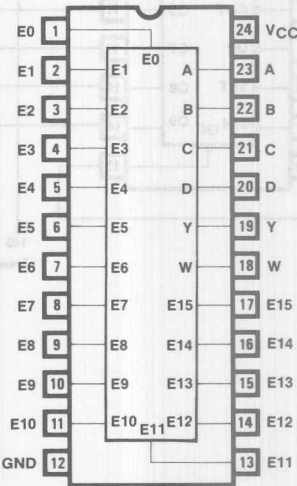 E0 1 E0 24 VCC
E1 2 E1 A 23 A
E2 3 E2 B 22 B
E3 4 E3 C 21 C
E4 5 E4 D 20 D
E5 6 E5 Y 19 Y
E6 7 E6 W 18 W
E7 8 E7 E15 17 E15
E8 9 E8 E14 16 E14
E9 10 E9 E13 15 E13
E10 11 E10 E11 E12 14 E12
GND 12 13 E11